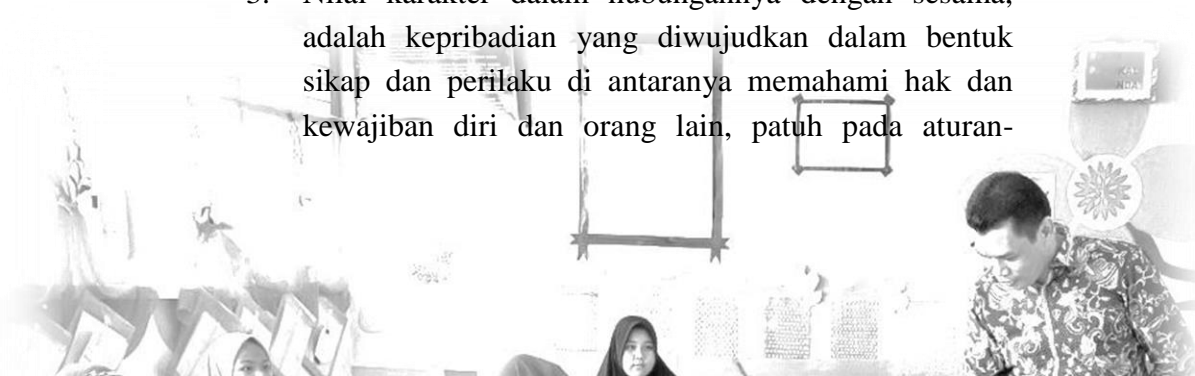 3. Nilai karakter dalam hubungannya dengan sesama,
adalah kepribadian yang diwujudkan dalam bentuk
sikap dan perilaku di antaranya memahami hak dan
kewajiban diri dan orang lain, patuh pada aturan-